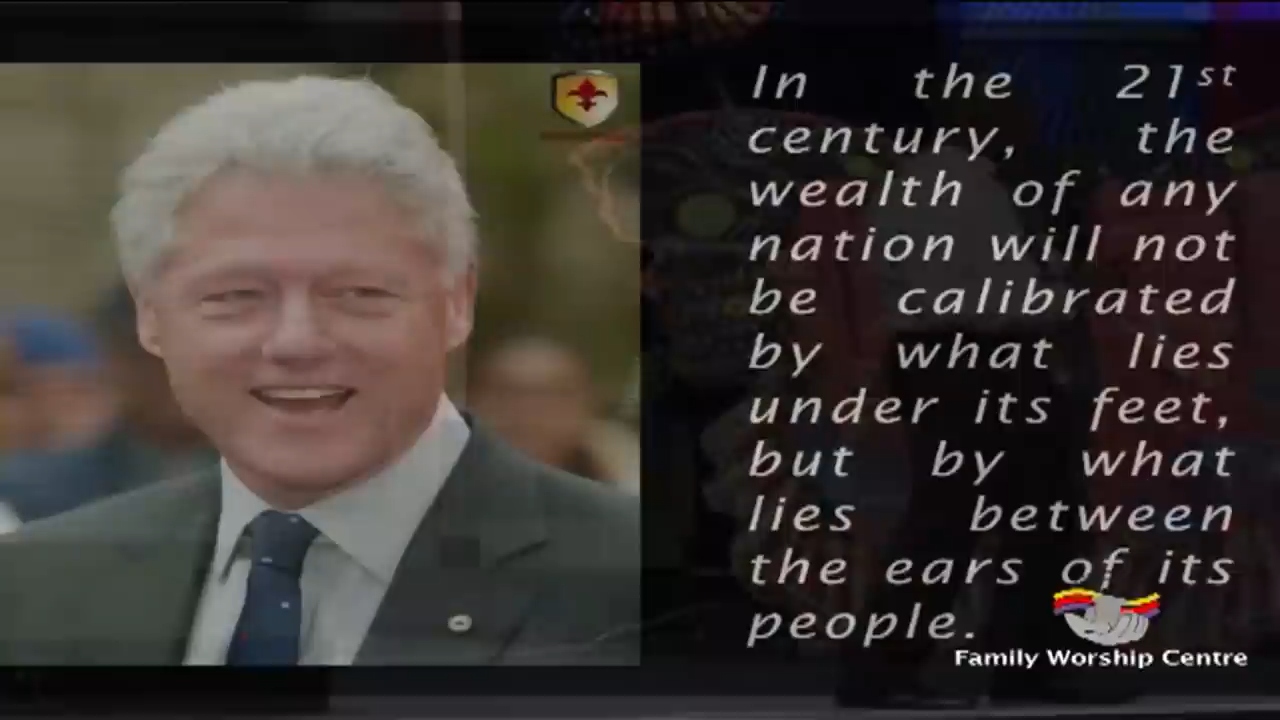 In the 21st
century, the
wealth of any
nation will not
be calibrated
by what lies
under its feet,
but by what
lies between
the ears of its
people.
Family Worship Centre